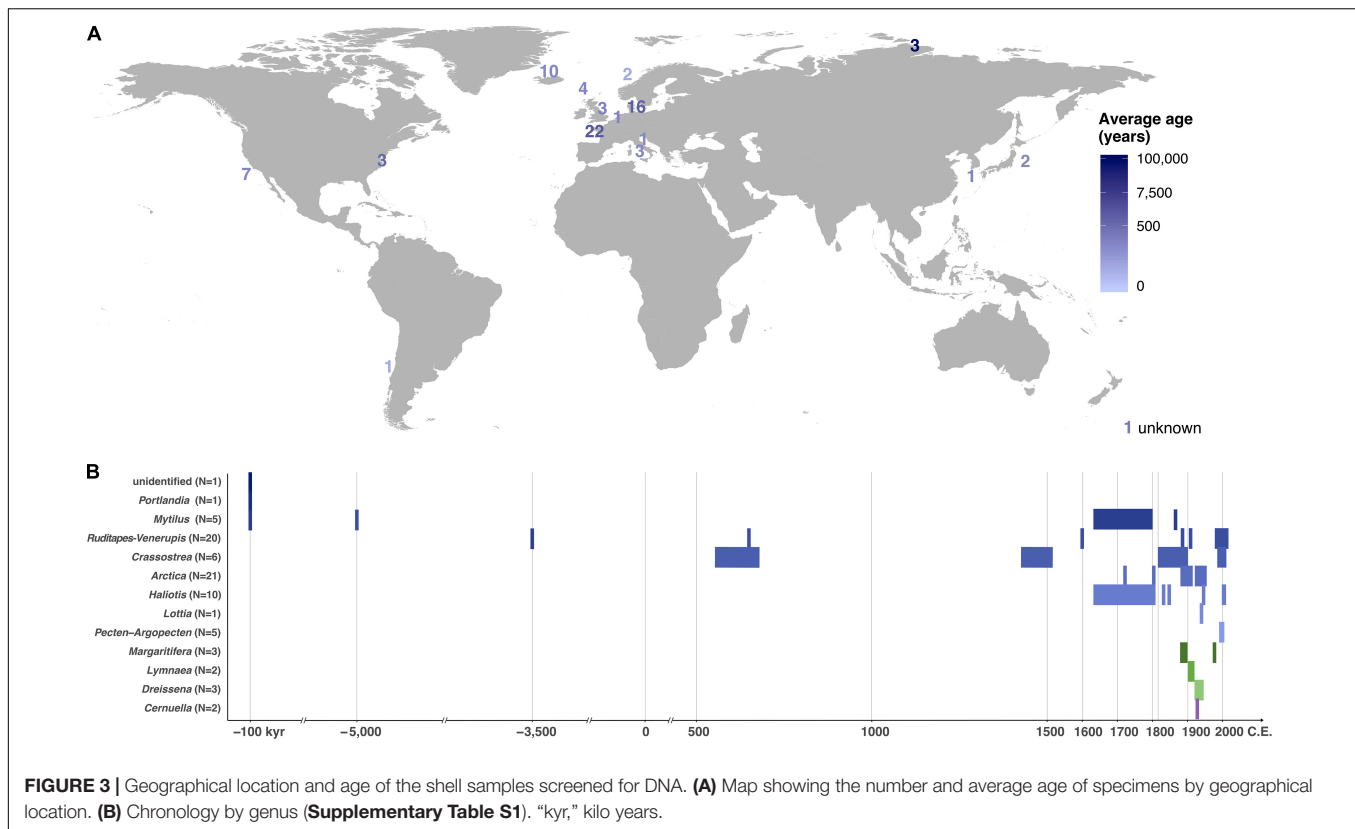 A
3
10
2
4
3
16
1
22
1
3
3
7
2
1
1
Average age
(years)
100,000
7,500
500
0
1 unknown
B
unidentified (N=1)
Portlandia (N=1)
Mytilus (N=5)
Ruditapes-Venerupis (N=20)
Crassostrea (N=6)
Arctica (N=21)
Haliotis (N=10)
Lottia (N=1)
Pecten–Argopecten (N=5)
Margaritifera (N=3)
Lymnaea (N=2)
Dreissena (N=3)
Cernuella (N=2)
−100 kyr −5,000 −3,500 0 500 1000 1500 1600 1700 1800 1900 2000 C.E.
FIGURE 3 | Geographical location and age of the shell samples screened for DNA. (A) Map showing the number and average age of specimens by geographical
location. (B) Chronology by genus (Supplementary Table S1). “kyr,” kilo years.